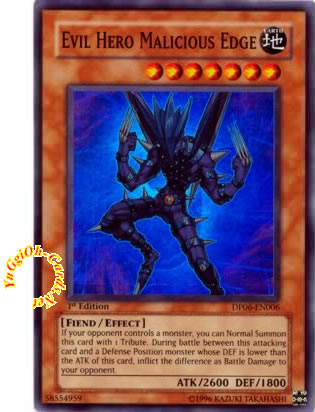 EVIL HERO MALICIOUS EDGE
EARTH
地
YuGgiOh-Cards-Net
1st Edition
DP06-EN006
[FIEND / EFFECT]
If your opponent controls a monster, you can Normal Summon
this card with 1 Tribute. During battle between this attacking
card and a Defense Position monster whose DEF is lower than
the ATK of this card, inflict the difference as Battle Damage to
your opponent.
ATK/2600 DEF/1800
58554959
©1996 KAZUKI TAKAHASHI